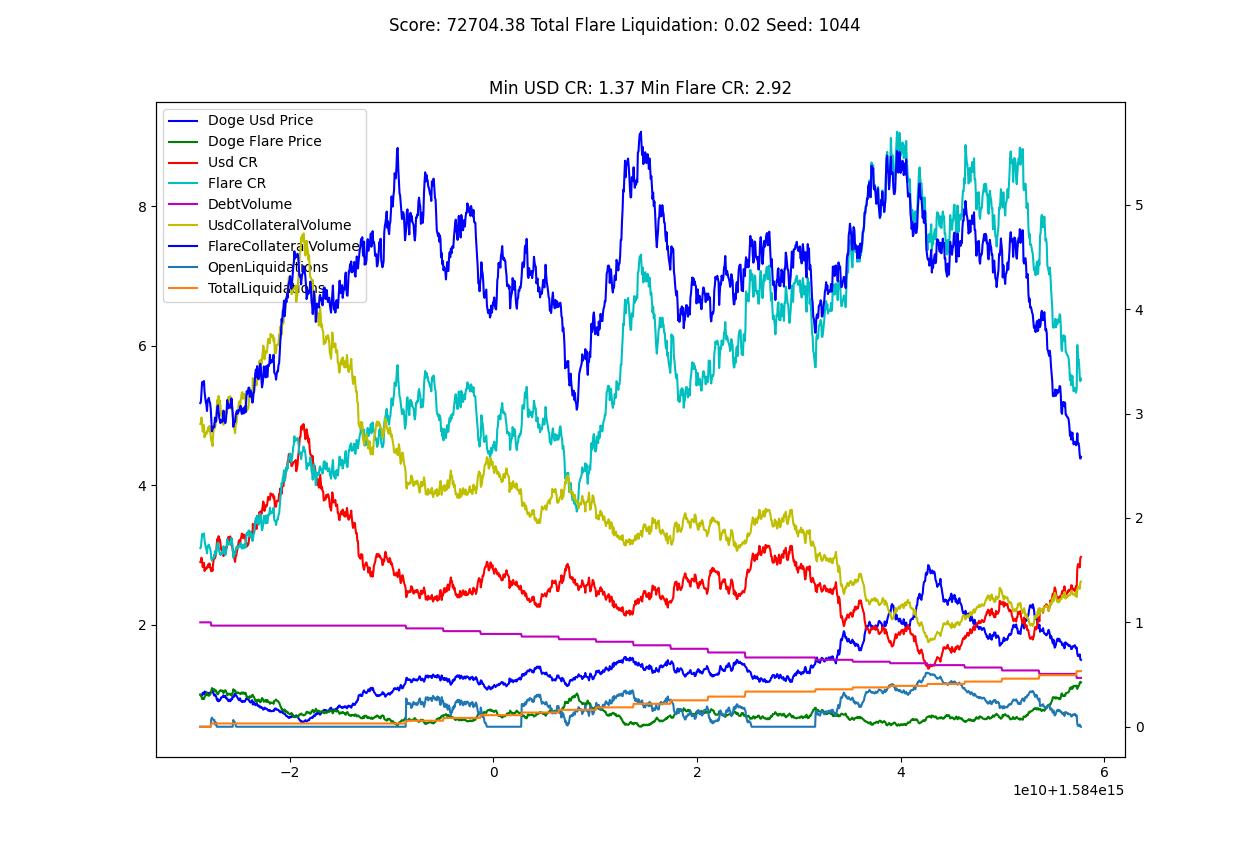 Score: 72704.38 Total Flare Liquidation: 0.02 Seed: 1044
Min USD CR: 1.37 Min Flare CR: 2.92
Doge Usd Price
Doge Flare Price
Usd CR
Flare CR
DebtVolume
UsdCollateralVolume
FlareCollateralVolume
OpenLiquidations
TotalLiquidations
8
6
4
2
5
4
3
2
1
0
−2
0
2
4
6
1e10+1.584e15